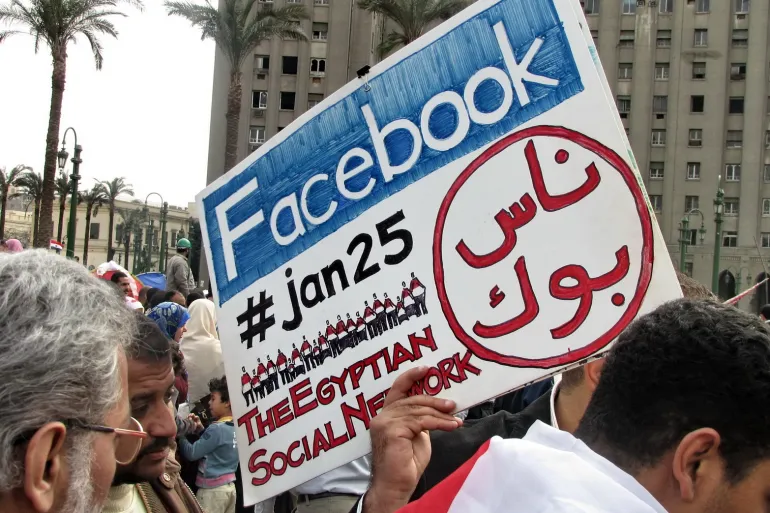 Facebook
#jan25
ناس
بوك
THE EGYPTIAN
SOCIAL NETWORK